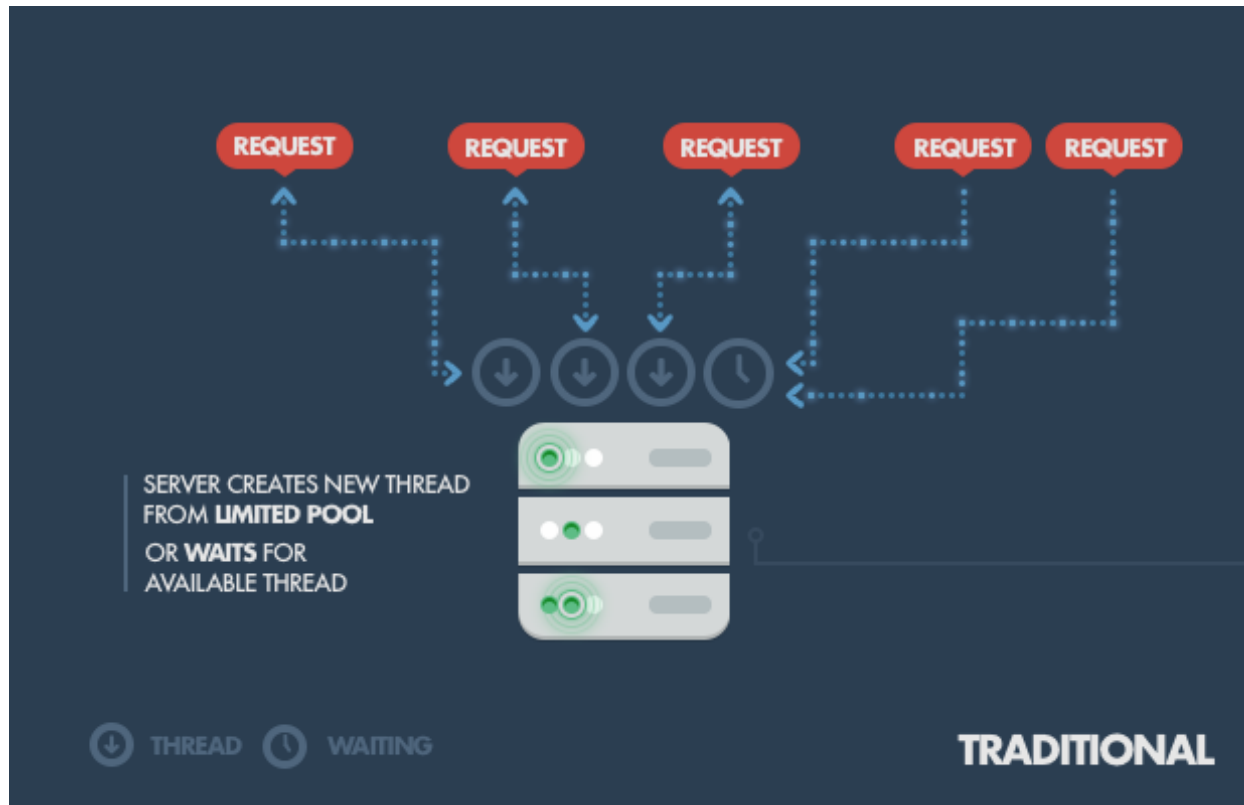 REQUEST
REQUEST
REQUEST
REQUEST
REQUEST
SERVER CREATES NEW THREAD
FROM LIMITED POOL
OR WAITS FOR
AVAILABLE THREAD
THREAD
WAITING
TRADITIONAL